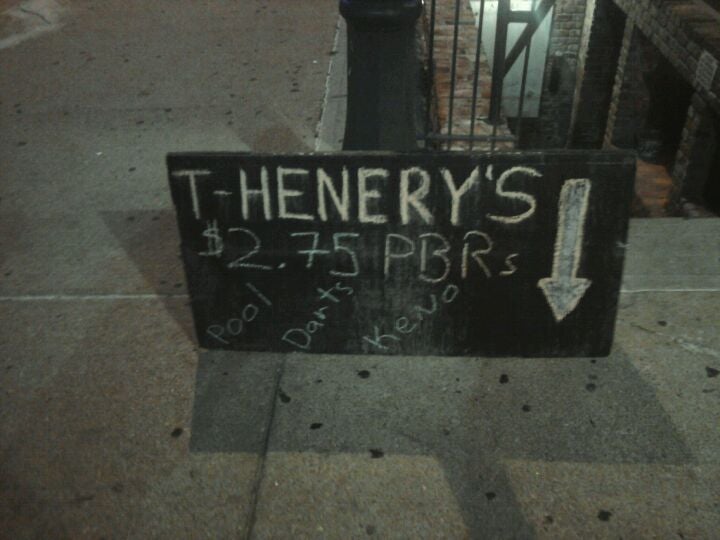 T-HENERY'S
$2.75 PBRs
Pool Darts Keno